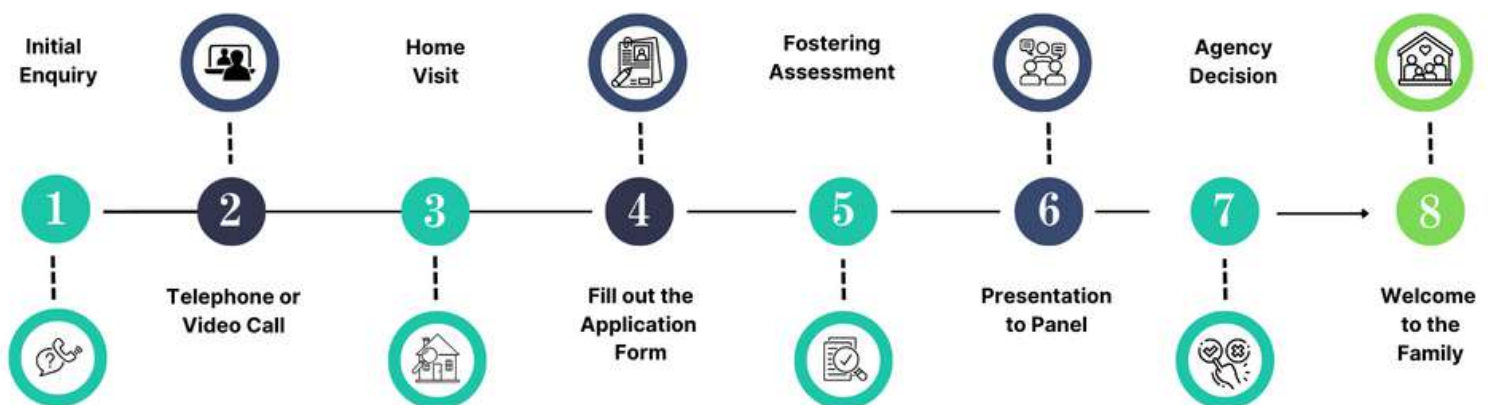 Initial
Enquiry
Home
Visit
Fostering
Assessment
Agency
Decision
1
2
3
4
5
6
7
8
Telephone or
Video Call
Fill out the
Application
Form
Presentation
to Panel
Welcome
to the
Family
?